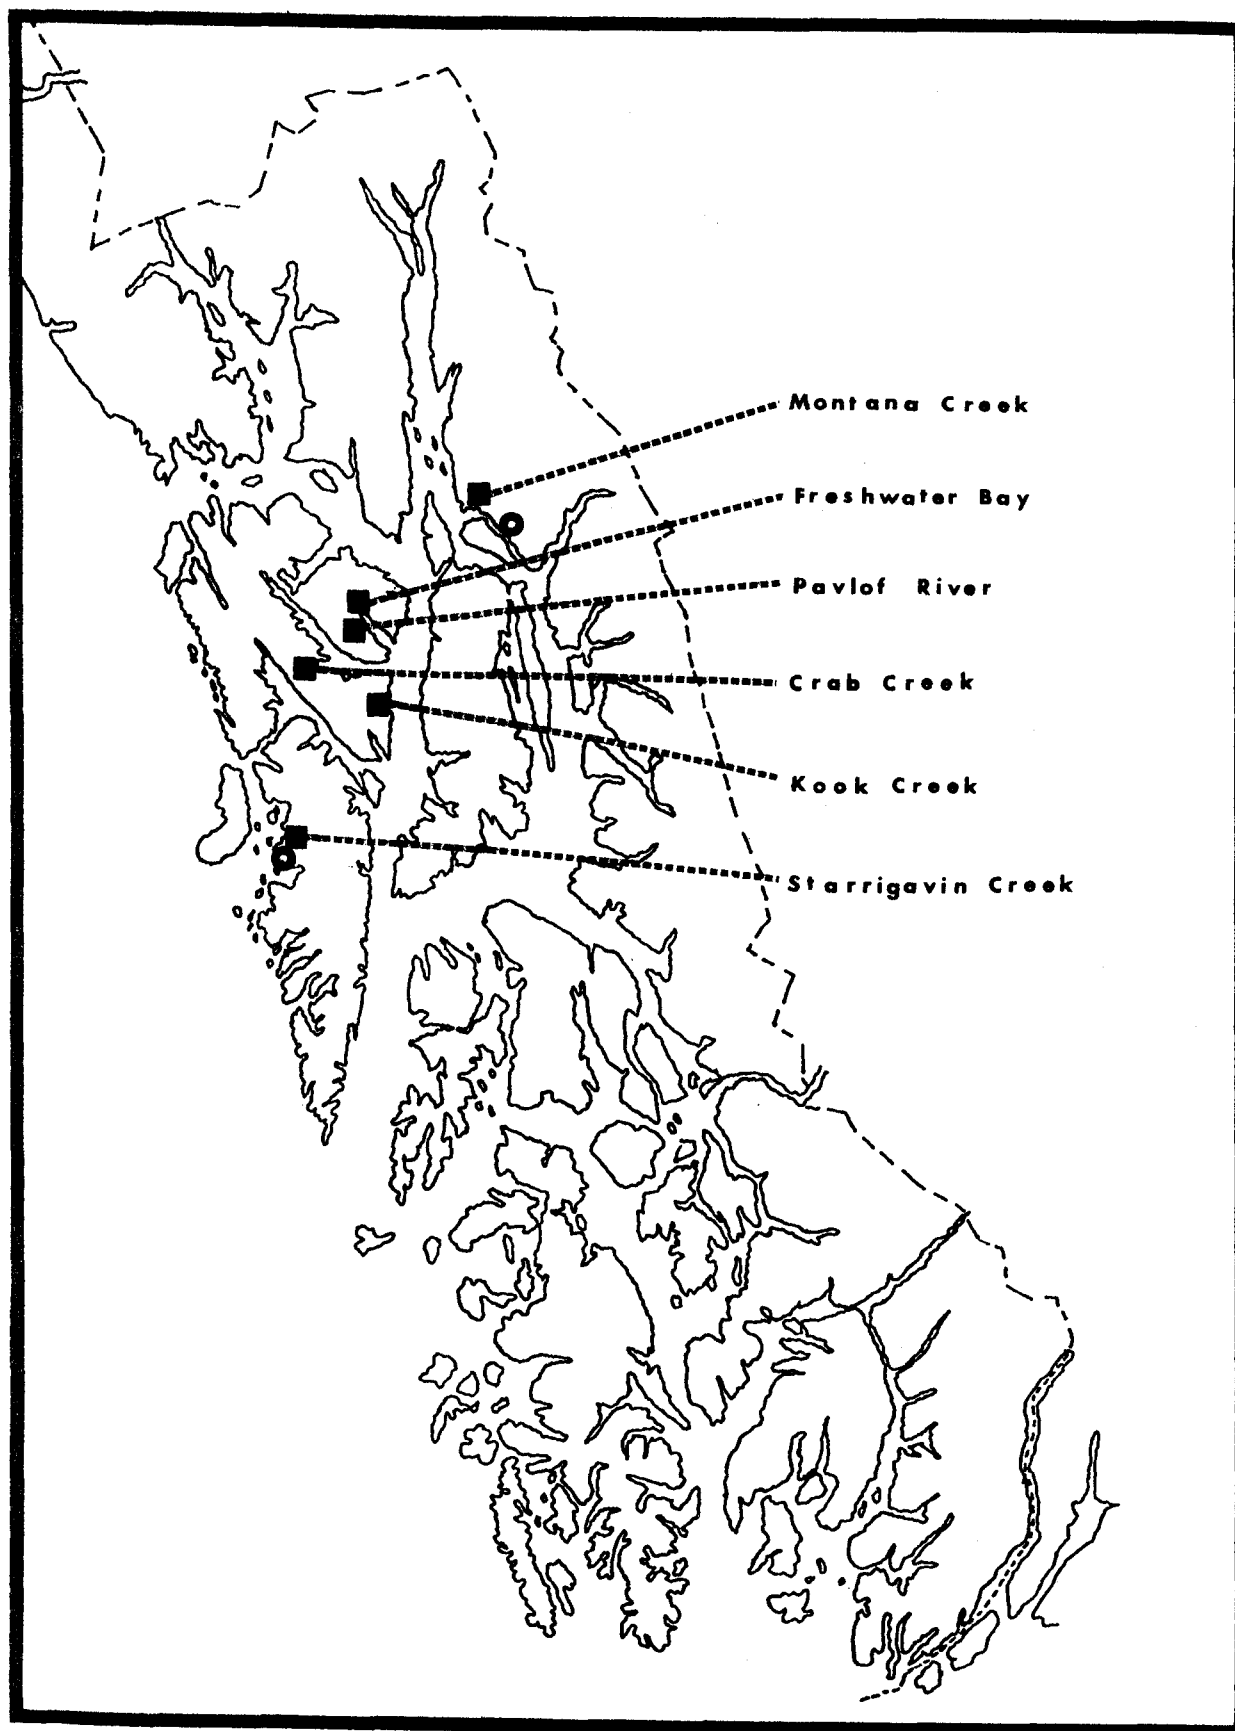 Montana Creek
Freshwater Bay
Pavlof River
Crab Creek
Kook Creek
Starrigavin Creek